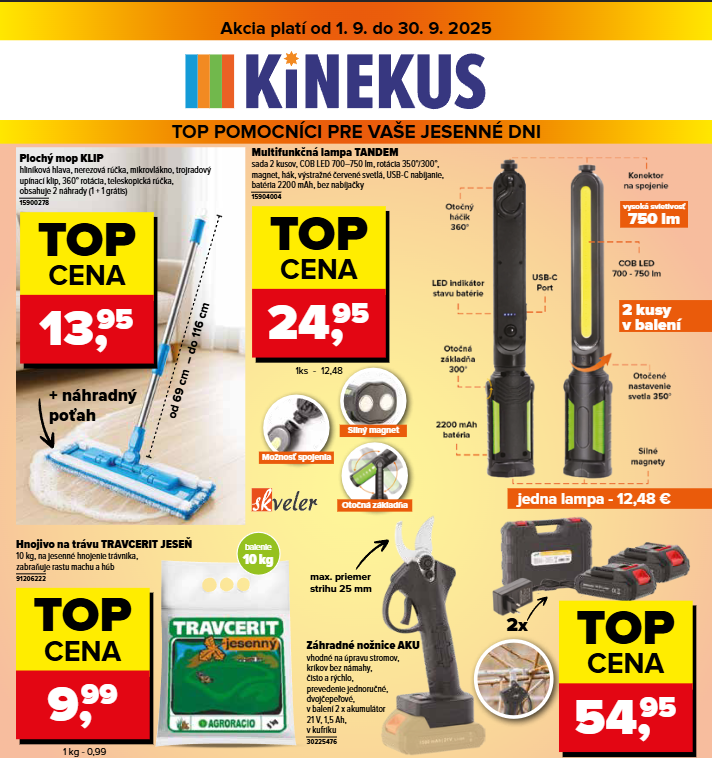 Akcia platí od 1. 9. do 30. 9. 2025
KiNEKUS
TOP POMOCNÍCI PRE VAŠE JESENNÉ DNI
Plochý mop KLIP
hliníková hlava, nerezová rúčka, mikrovlákno, trojradový
upínací klip, 360° rotácia, teleskopická rúčka,
obsahuje 2 náhrady (1 + 1 grátis)
15900278
TOP
CENA
13,95
od 69 cm – do 116 cm
+ náhradný
poťah
Multifunkčná lampa TANDEM
sada 2 kusov, COB LED 700–750 lm, rotácia 350°/300°,
magnet, hák, výstražné červené svetlá, USB-C nabíjanie,
batéria 2200 mAh, bez nabíjačky
15904004
TOP
CENA
24,95
1ks - 12,48
Silný magnet
Možnosť spojenia
Otočná základňa
skveler
Konektor
na spojenie
Otočný
háčik
360°
vysoká svietivosť
750 lm
COB LED
700 - 750 lm
USB-C
Port
LED indikátor
stavu batérie
2 kusy
v balení
Otočná
základňa
300°
Otočené
nastavenie
svetla 350°
2200 mAh
batéria
Silné
magnety
jedna lampa - 12,48 €
Hnojivo na trávu TRAVCERIT JESEŇ
10 kg, na jesenné hnojenie trávnika,
zabraňuje rastu machu a húb
91206222
balenie
10 kg
TOP
CENA
9,99
1 kg - 0,99
TRAVCERIT
jesenný
AGRORACIO
max. priemer
strihu 25 mm
Záhradné nožnice AKU
vhodné na úpravu stromov,
kríkov bez námahy,
čisto a rýchlo,
prevedenie jednoručné,
dvojčepeľové,
v balení 2 x akumulátor
21 V, 1,5 Ah,
v kufríku
30225476
2x
TOP
CENA
54,95